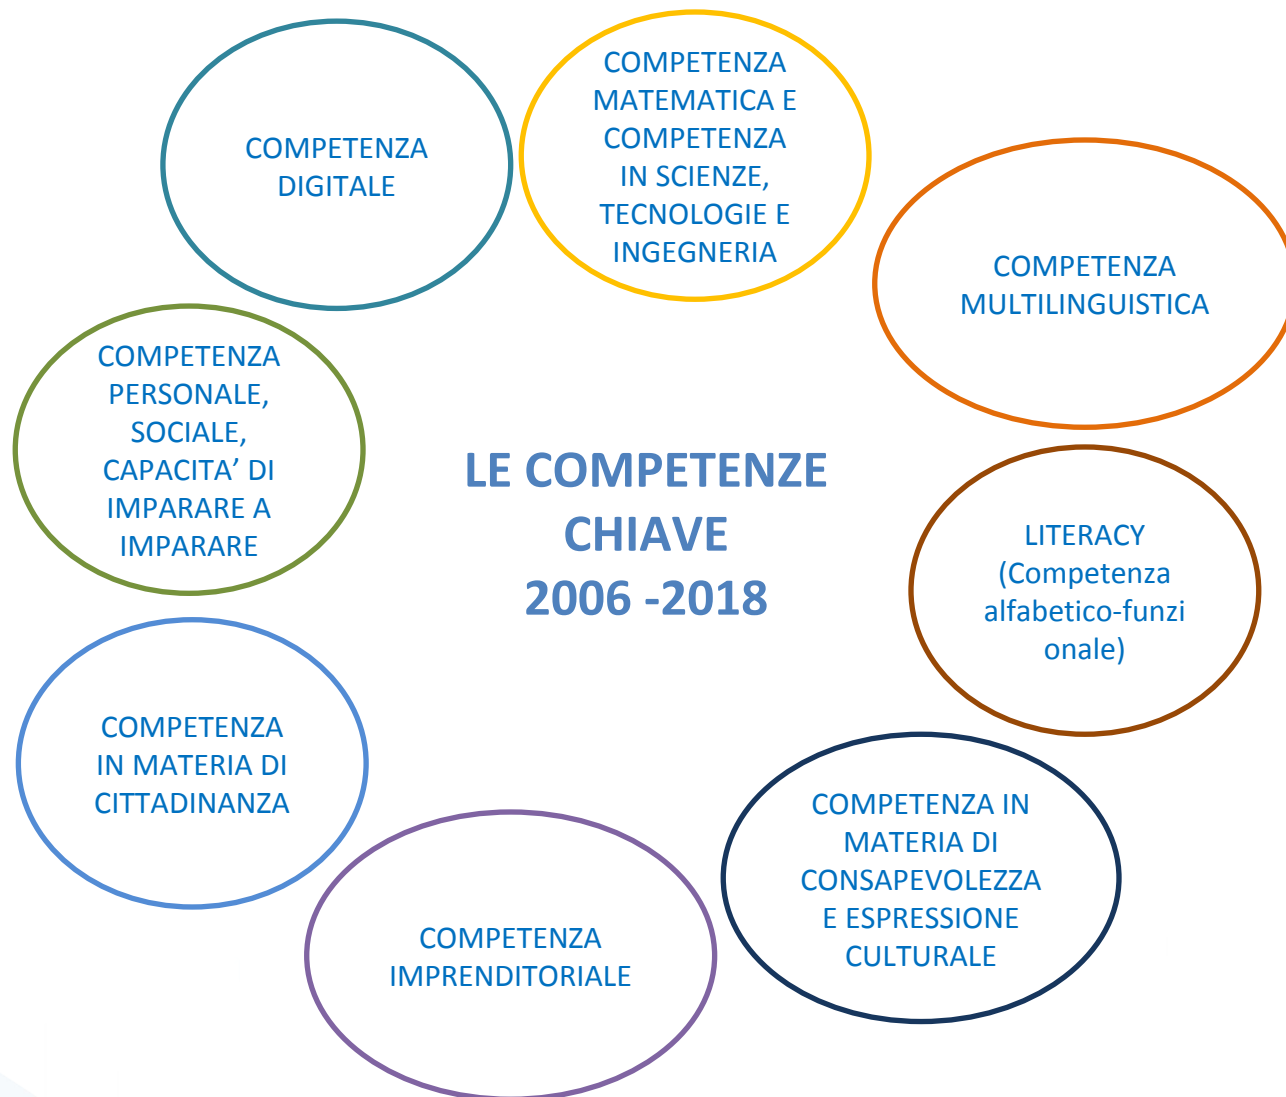 COMPETENZA
MATEMATICA E
COMPETENZA
IN SCIENZE,
TECNOLOGIE E
INGEGNERIA
COMPETENZA
DIGITALE
COMPETENZA
MULTILINGUISTICA
COMPETENZA
PERSONALE,
SOCIALE,
CAPACITA’ DI
IMPARARE A
IMPARARE
LE COMPETENZE
CHIAVE
2006 -2018
LITERACY
(Competenza
alfabetico-funzi
onale)
COMPETENZA
IN MATERIA DI
CITTADINANZA
COMPETENZA IN
MATERIA DI
CONSAPEVOLEZZA
E ESPRESSIONE
CULTURALE
COMPETENZA
IMPRENDITORIALE